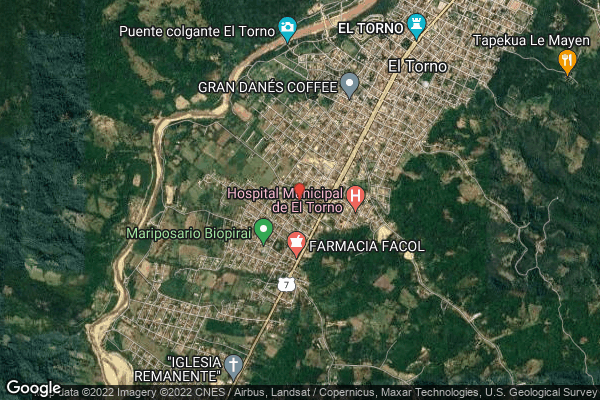 Puente colgante El Torno
EL TORNO
Tapekua Le Mayen
El Torno
GRAN DANÉS COFFEE
Hospital Municipal
de El Torno
H
Mariposario Biopirai
FARMACIA FACOL
7
"IGLESIA
REMANENTE"
Google
Data ©2022 Imagery ©2022 CNES / Airbus, Landsat / Copernicus, Maxar Technologies, U.S. Geological Survey